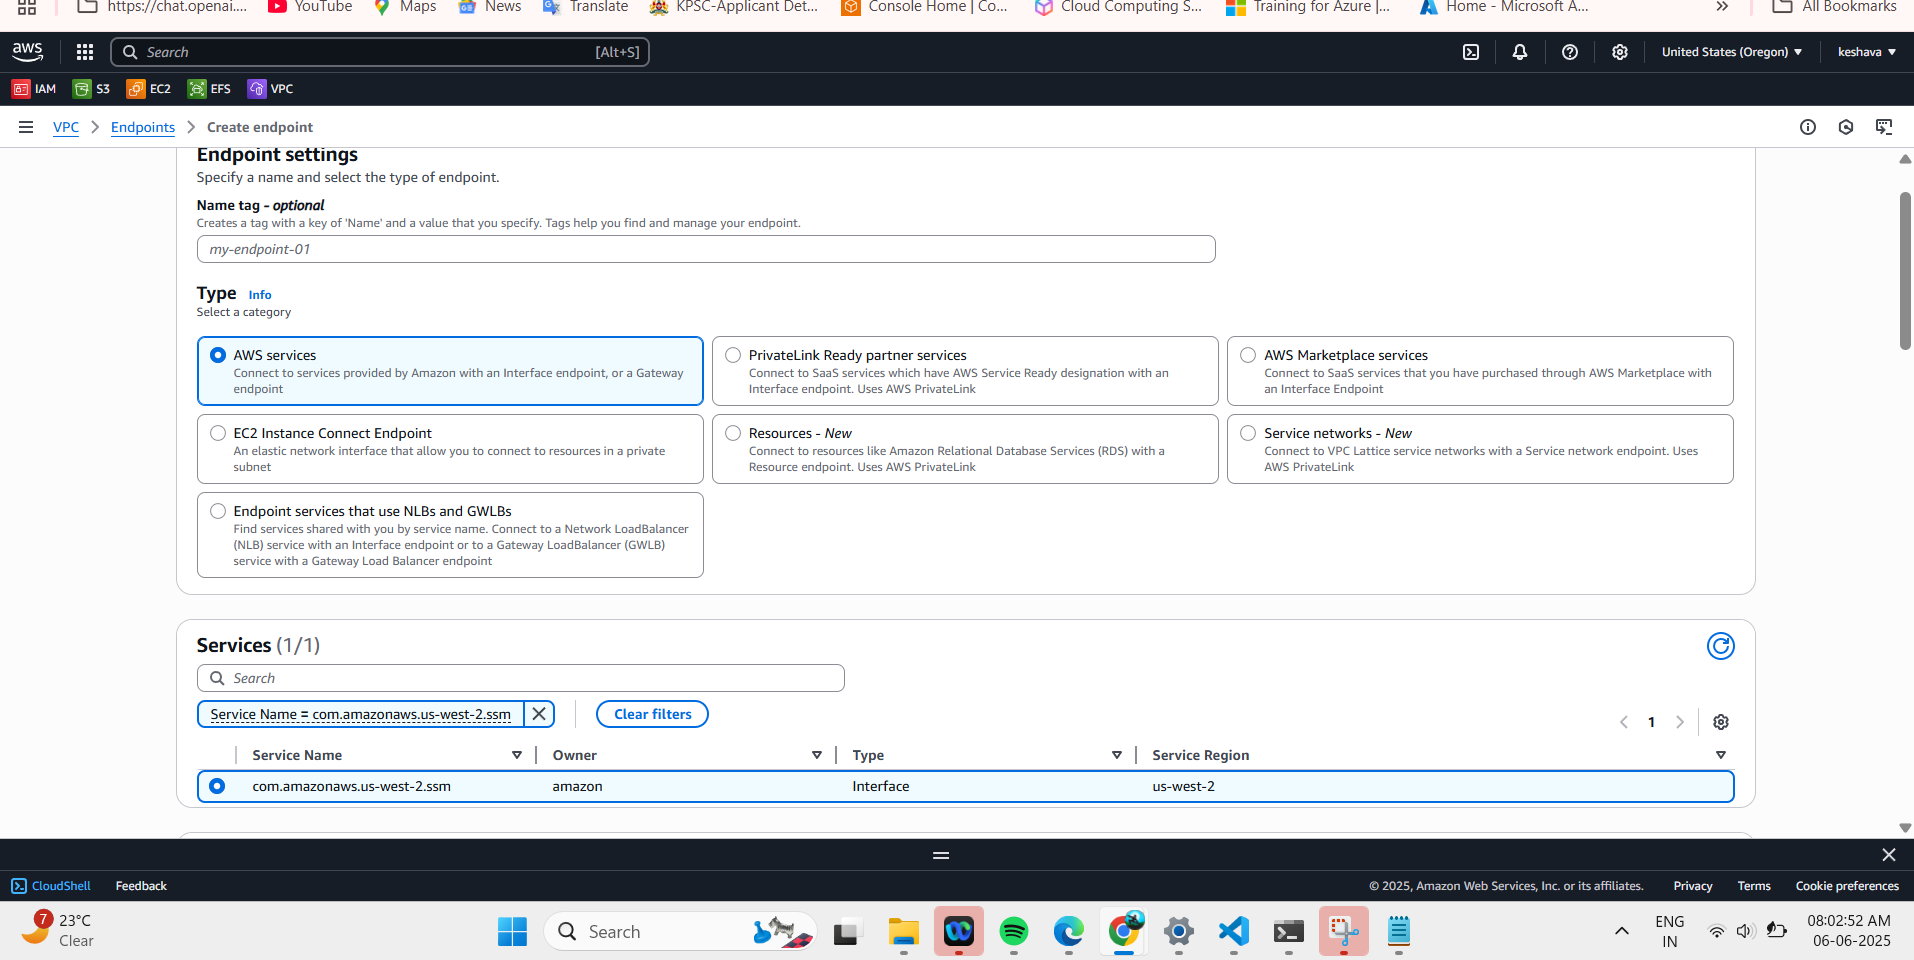 https://chat.openai.... YouTube Maps News Translate KPSC-Applicant Det... Console Home | Co... Cloud Computing S... Training for Azure |... Home - Microsoft A... » All Bookmarks
aws Search [Alt+S] United States (Oregon) keshava
IAM S3 EC2 EFS VPC
VPC > Endpoints > Create endpoint
Endpoint settings
Specify a name and select the type of endpoint.
Name tag - optional
Creates a tag with a key of 'Name' and a value that you specify. Tags help you find and manage your endpoint.
my-endpoint-01
Type Info
Select a category
AWS services
Connect to services provided by Amazon with an Interface endpoint, or a Gateway
endpoint
PrivateLink Ready partner services
Connect to SaaS services which have AWS Service Ready designation with an
Interface endpoint. Uses AWS PrivateLink
AWS Marketplace services
Connect to SaaS services that you have purchased through AWS Marketplace with
an Interface Endpoint
EC2 Instance Connect Endpoint
An elastic network interface that allow you to connect to resources in a private
subnet
Resources - New
Connect to resources like Amazon Relational Database Services (RDS) with a
Resource endpoint. Uses AWS PrivateLink
Service networks - New
Connect to VPC Lattice service networks with a Service network endpoint. Uses
AWS PrivateLink
Endpoint services that use NLBs and GWLBs
Find services shared with you by service name. Connect to a Network LoadBalancer
(NLB) service with an Interface endpoint or to a Gateway LoadBalancer (GWLB)
service with a Gateway Load Balancer endpoint
Services (1/1)
Search
Service Name = com.amazonaws.us-west-2.ssm Clear filters
1
Service Name Owner Type Service Region
com.amazonaws.us-west-2.ssm amazon Interface us-west-2
CloudShell Feedback © 2025, Amazon Web Services, Inc. or its affiliates. Privacy Terms Cookie preferences
7 23°C
Clear
Search
ENG
IN
08:02:52 AM
06-06-2025